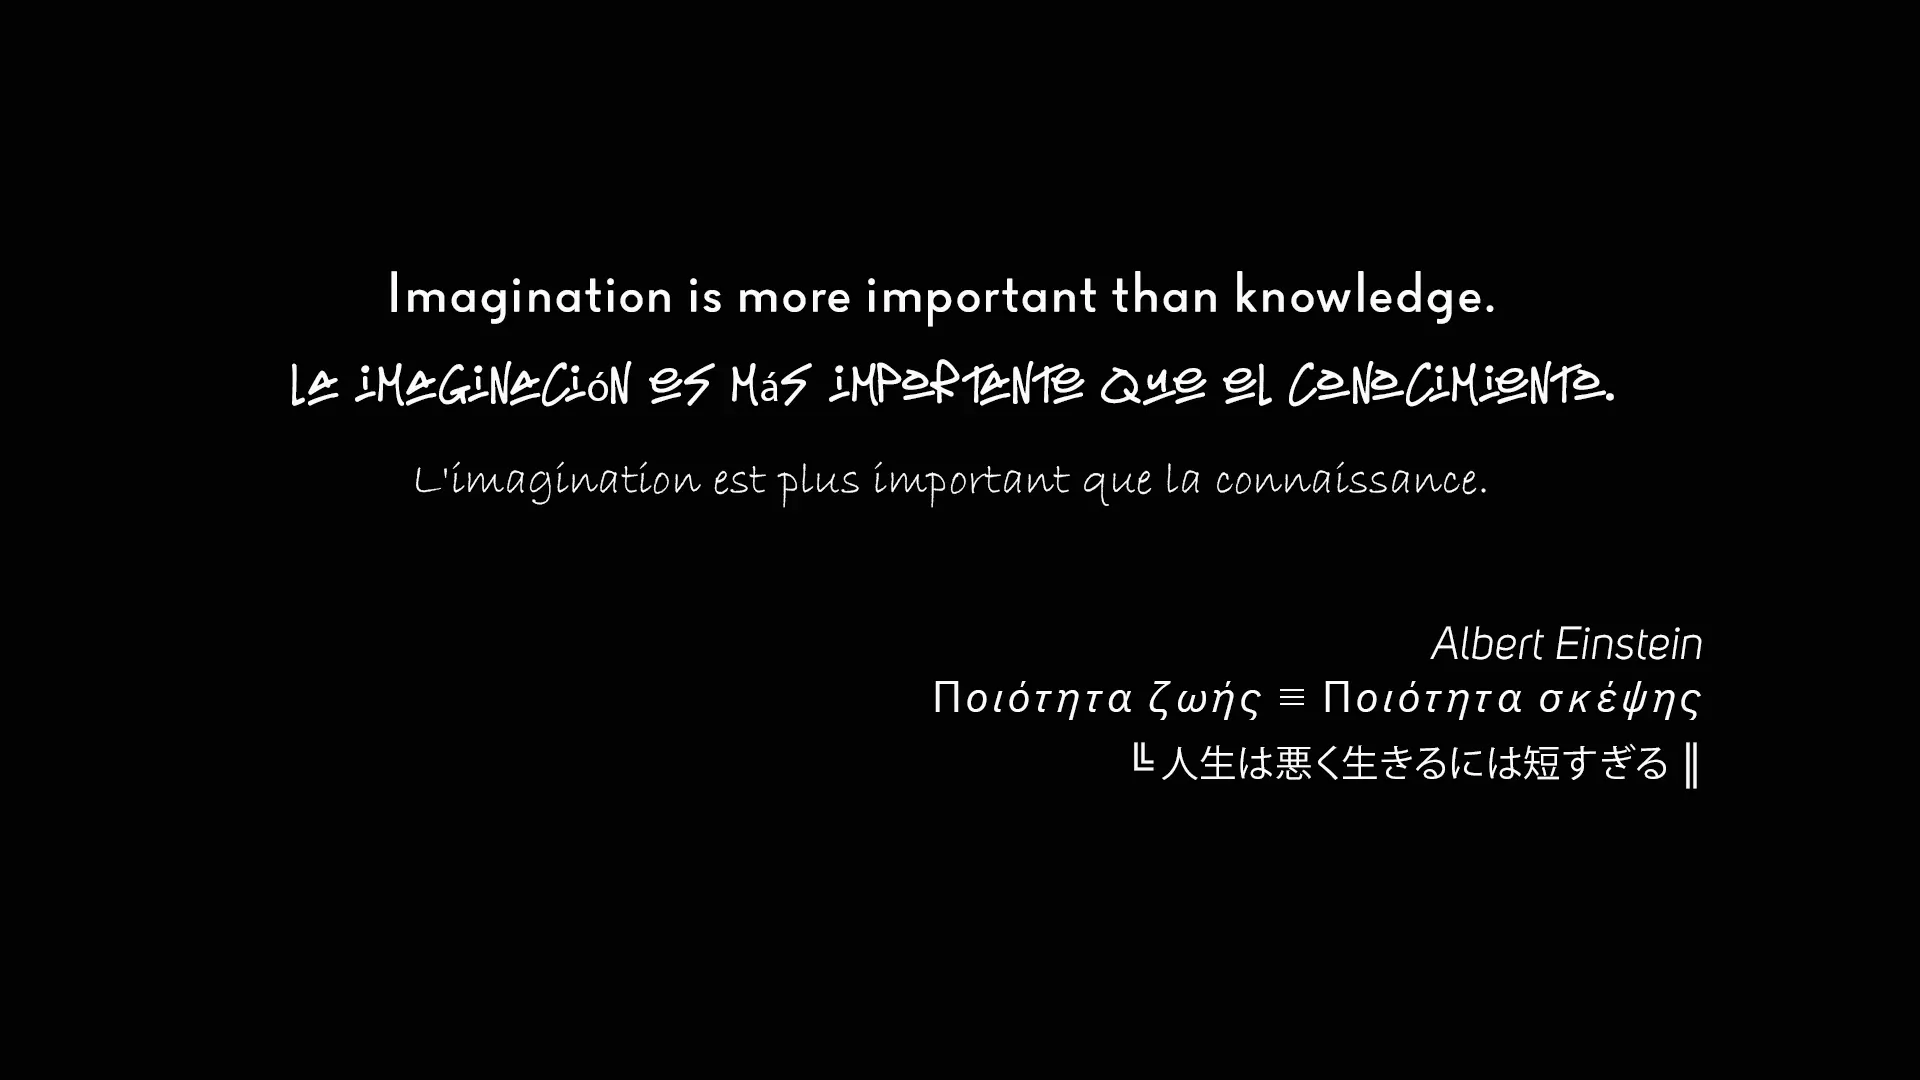 Imagination is more important than knowledge.
La imaginación es más importante que el conocimiento.
L'imagination est plus important que la connaissance.
Albert Einstein
Ποιότητα ζωής ≡ Ποιότητα σκέψης
╚ 人生は悪く生きるには短すぎる ║